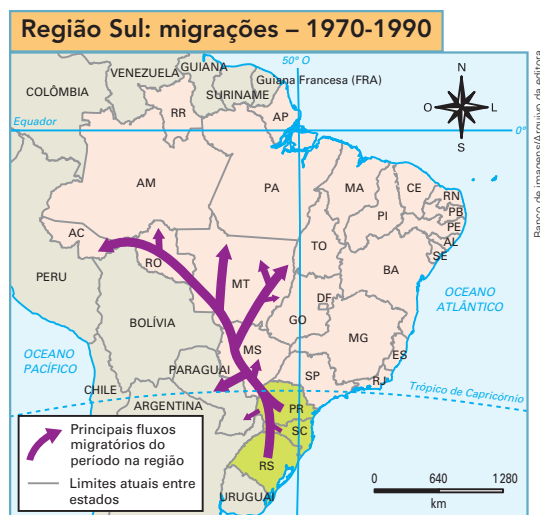 Região Sul: migrações – 1970-1990
50° O
VENEZUELA
GUIANA
Guiana Francesa (FRA)
SURINAME
COLÔMBIA
N
O
L
S
Equador
0°
RR
AP
AM
PA
MA
CE
RN
PB
PE
AL
SE
PI
AC
RO
TO
MT
BA
PERU
DF
GO
BOLÍVIA
MG
OCEANO
ATLÂNTICO
MS
ES
OCEANO
PACÍFICO
PARAGUAI
SP
RJ
CHILE
Trópico de Capricórnio
ARGENTINA
PR
SC
RS
URUGUAI
Principais fluxos
migratórios do
período na região
Limites atuais entre
estados
0 640 1280
km
Banco de imagens/Arquivo da editora